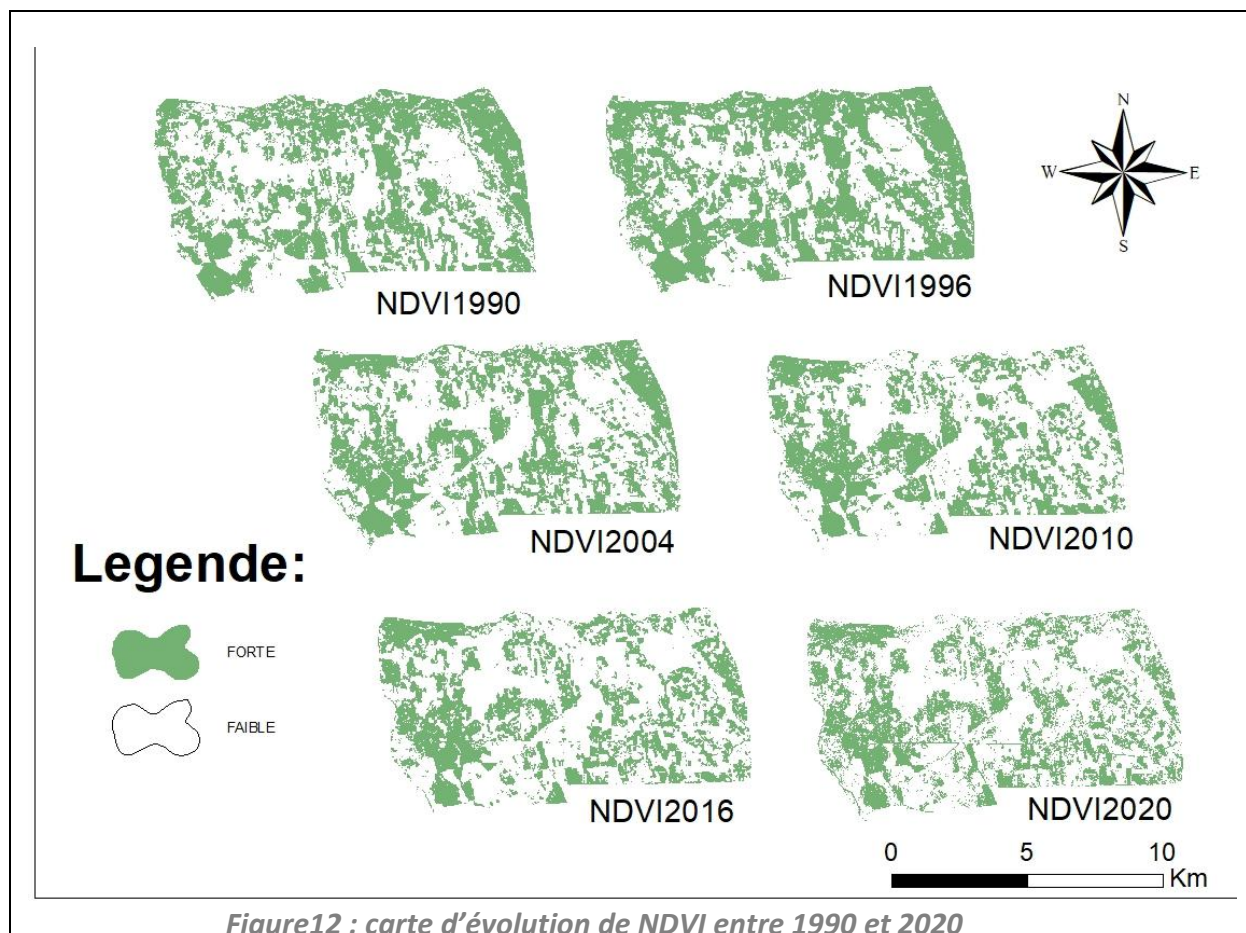 N
W E
S
NDVI1990
NDVI1996
NDVI2004
NDVI2010
Legende:
FORTE
FAIBLE
NDVI2016
NDVI2020
0 5 10
Km
Figure12 : carte d'évolution de NDVI entre 1990 et 2020